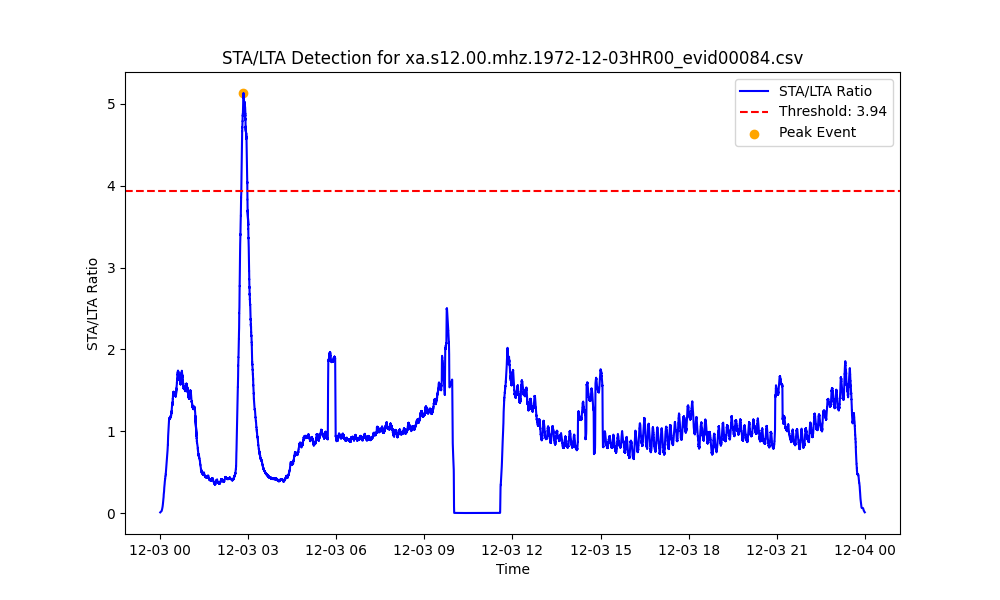 STA/LTA Detection for xa.s12.00.mhz.1972-12-03HR00_evid00084.csv
STA/LTA Ratio
Threshold: 3.94
Peak Event
5
4
3
2
1
0
STA/LTA Ratio
12-03 00 12-03 03 12-03 06 12-03 09 12-03 12 12-03 15 12-03 18 12-03 21 12-04 00
Time